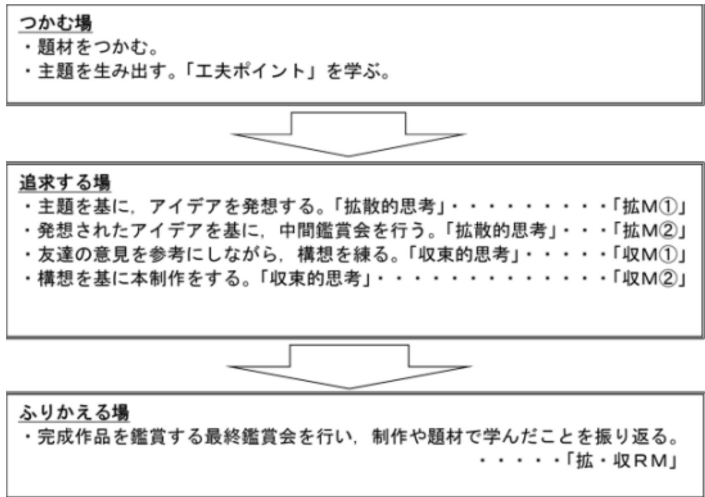 つかむ場
・題材をつかむ。
・主題を生み出す。「工夫ポイント」を学ぶ。
追求する場
・主題を基に，アイデアを発想する。「拡散的思考」・・・・・・・・・「拡Ｍ①」
・発想されたアイデアを基に，中間鑑賞会を行う。「拡散的思考」・・・「拡Ｍ②」
・友達の意見を参考にしながら，構想を練る。「収束的思考」・・・・・「収Ｍ①」
・構想を基に本制作をする。「収束的思考」・・・・・・・・・・・・・「収Ｍ②」
ふりかえる場
・完成作品を鑑賞する最終鑑賞会を行い，制作や題材で学んだことを振り返る。
・・・・・「拡・収ＲＭ」